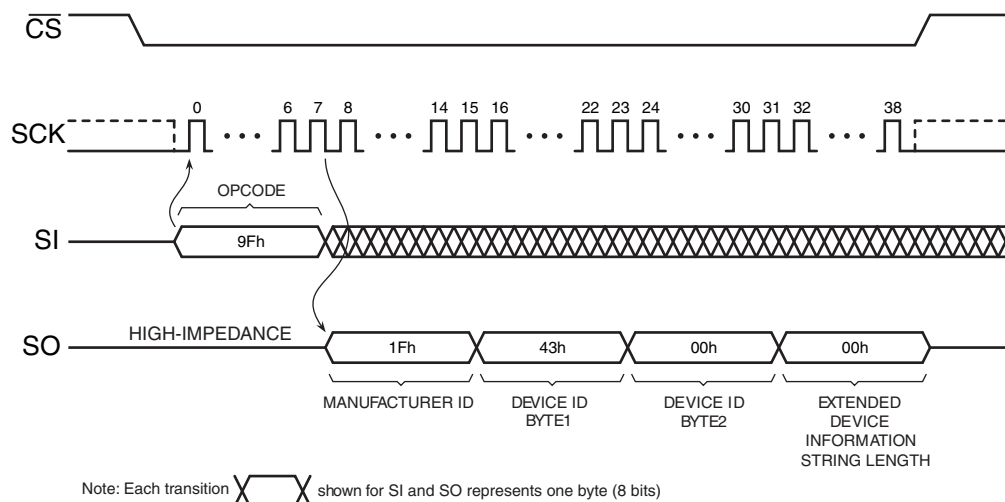 CS
0 6 7 8 14 15 16 22 23 24 30 31 32 38
SCK
OPCODE
SI 9Fh
HIGH-IMPEDANCE
SO 1Fh 43h 00h 00h
MANUFACTURER ID DEVICE ID DEVICE ID EXTENDED
BYTE1 BYTE2 DEVICE
INFORMATION
STRING LENGTH
Note: Each transition shown for SI and SO represents one byte (8 bits)